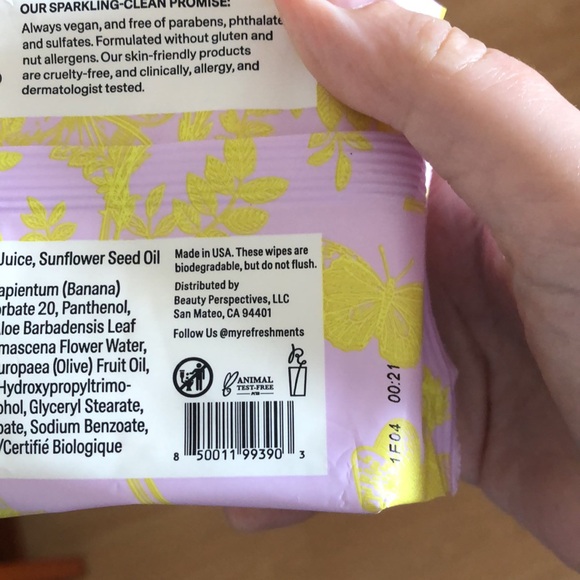 OUR SPARKLING-CLEAN PROMISE:
Always vegan, and free of parabens, phthalate
and sulfates. Formulated without gluten and
nut allergens. Our skin-friendly products
are cruelty-free, and clinically, allergy, and
dermatologist tested.
Juice, Sunflower Seed Oil
apientum (Banana)
orbate 20, Panthenol,
loe Barbadensis Leaf
mascena Flower Water,
uropaea (Olive) Fruit Oil,
Hydroxypropyltrimo-
ohol, Glyceryl Stearate,
oate, Sodium Benzoate,
/Certifié Biologique
Made in USA. These wipes are
biodegradable, but do not flush.
Distributed by
Beauty Perspectives, LLC
San Mateo, CA 94401
Follow Us @myrefreshments
ANIMAL
TEST-FREE
8 50011 99390 3
1F04 00:21